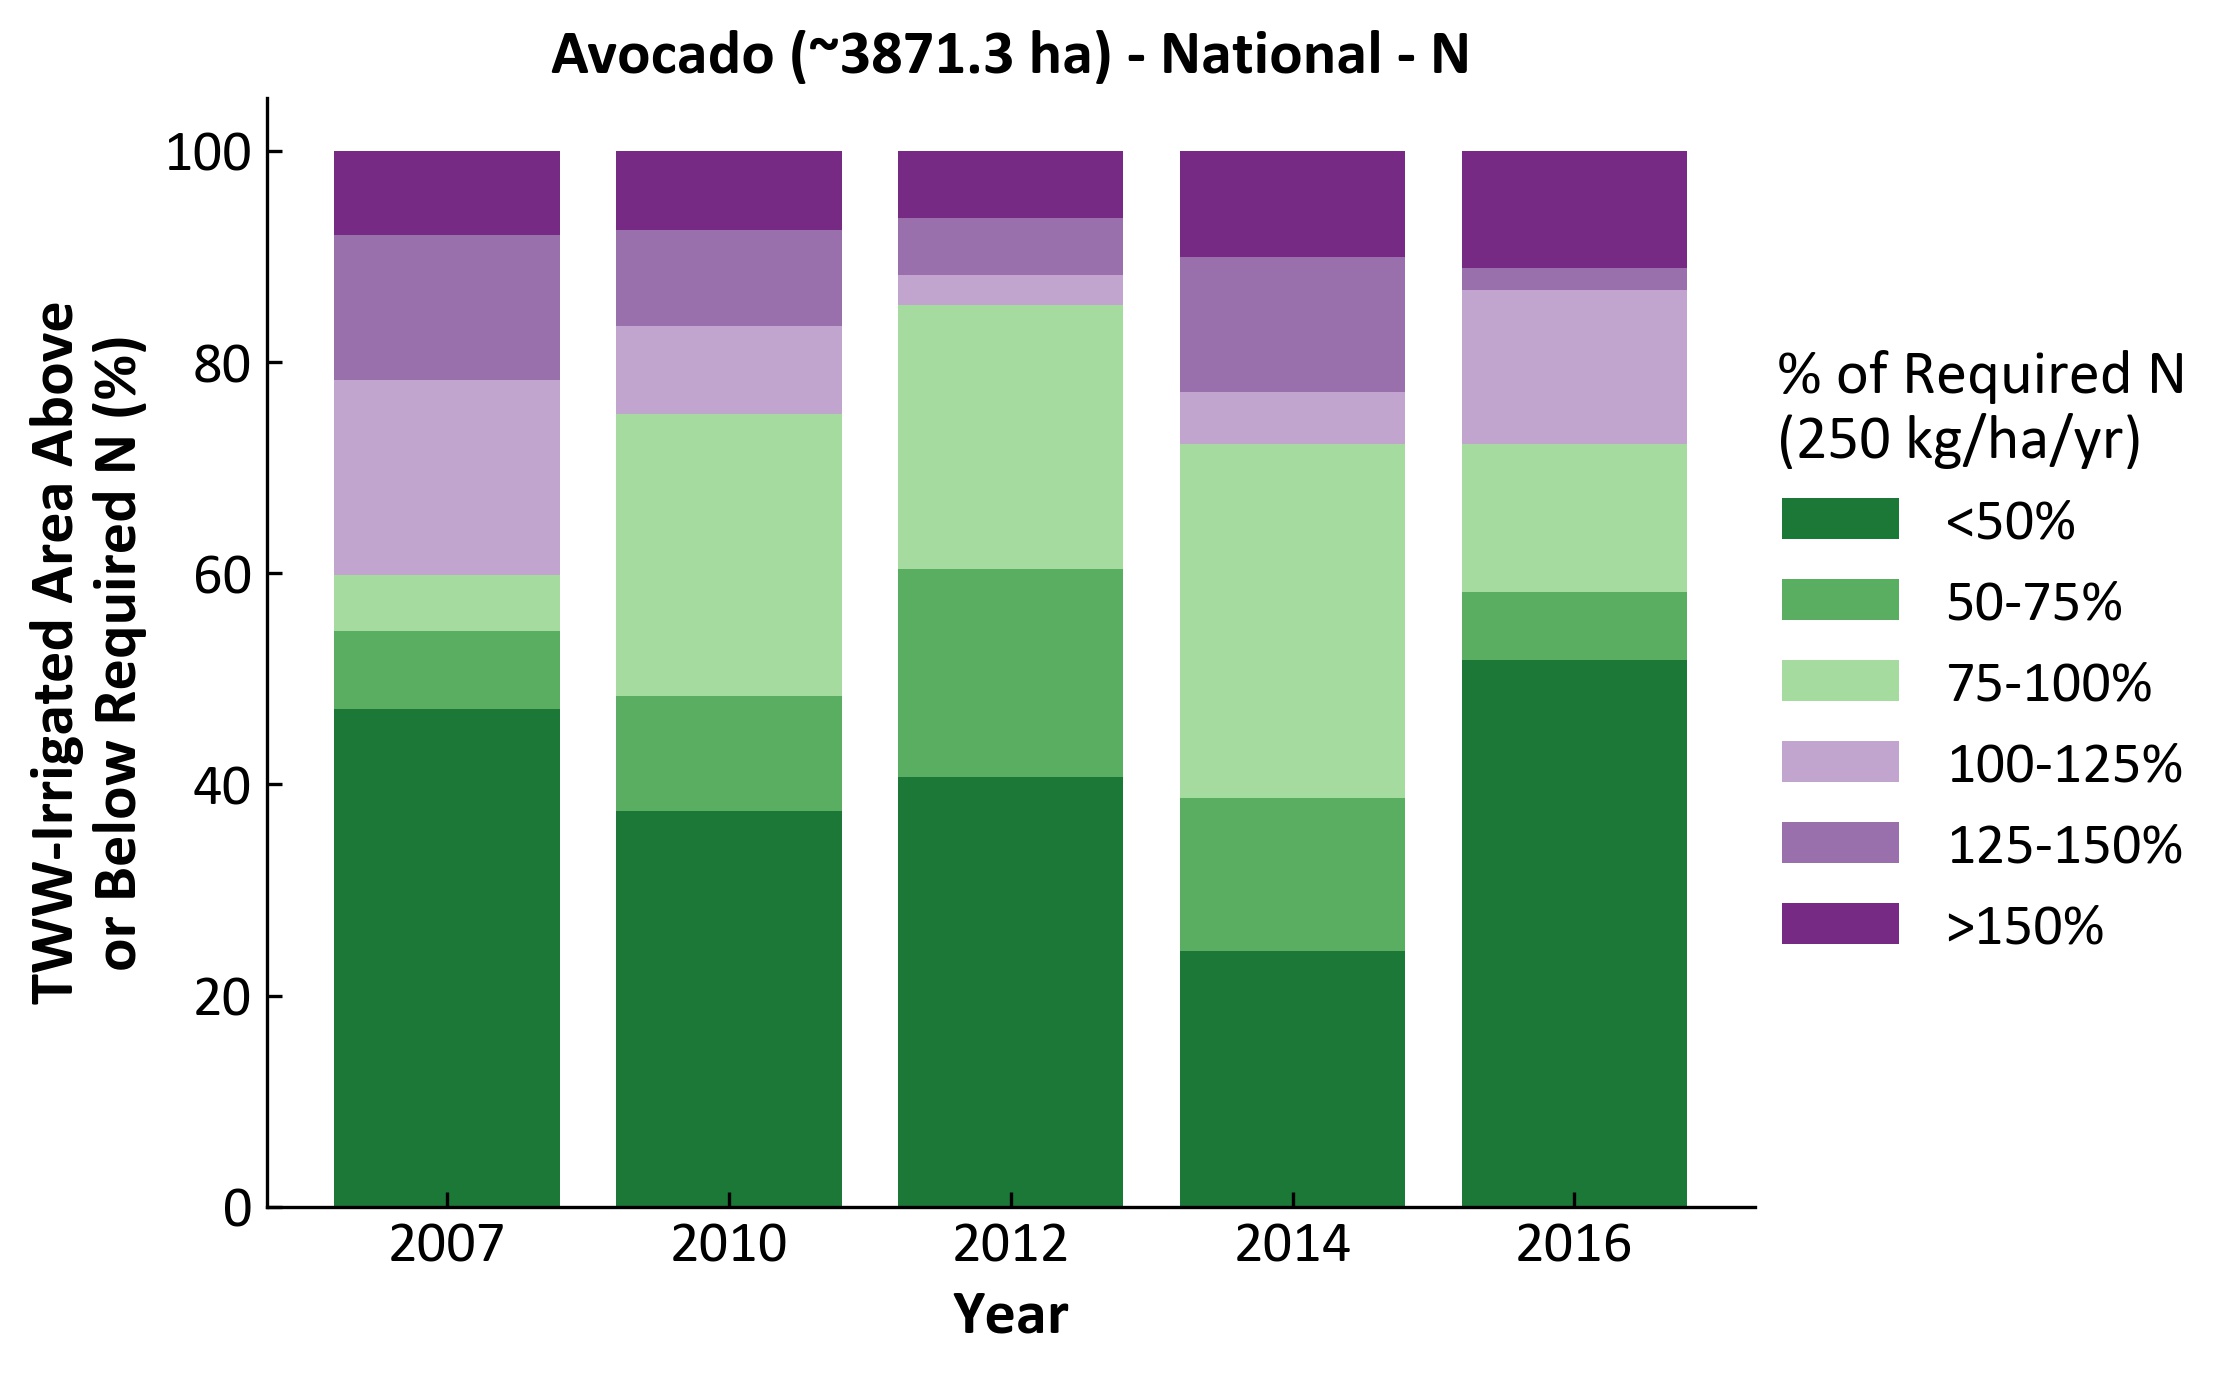 Avocado (~3871.3 ha) - National - N
TWW-Irrigated Area Above
or Below Required N (%)
100
80
60
40
20
0
2007
2010
2012
2014
2016
Year
% of Required N
(250 kg/ha/yr)
<50%
50-75%
75-100%
100-125%
125-150%
>150%